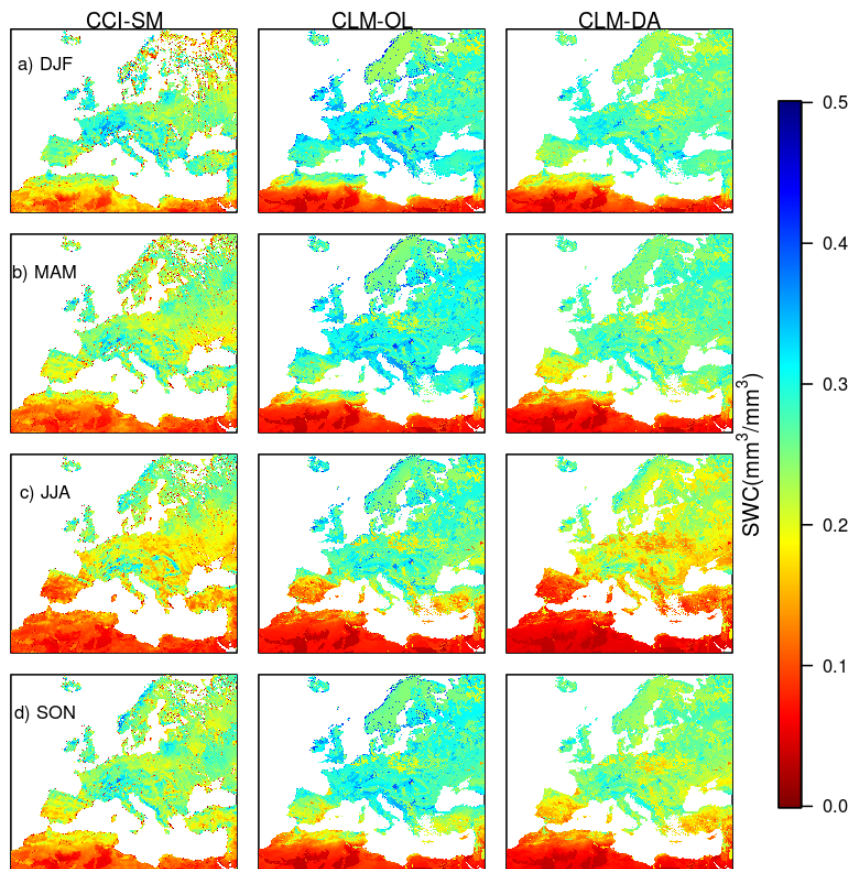 CCI-SM CLM-OL CLM-DA
a) DJF
b) MAM
c) JJA
d) SON
0.5
0.4
0.3
0.2
0.1
0.0
SWC(mm³/mm³)